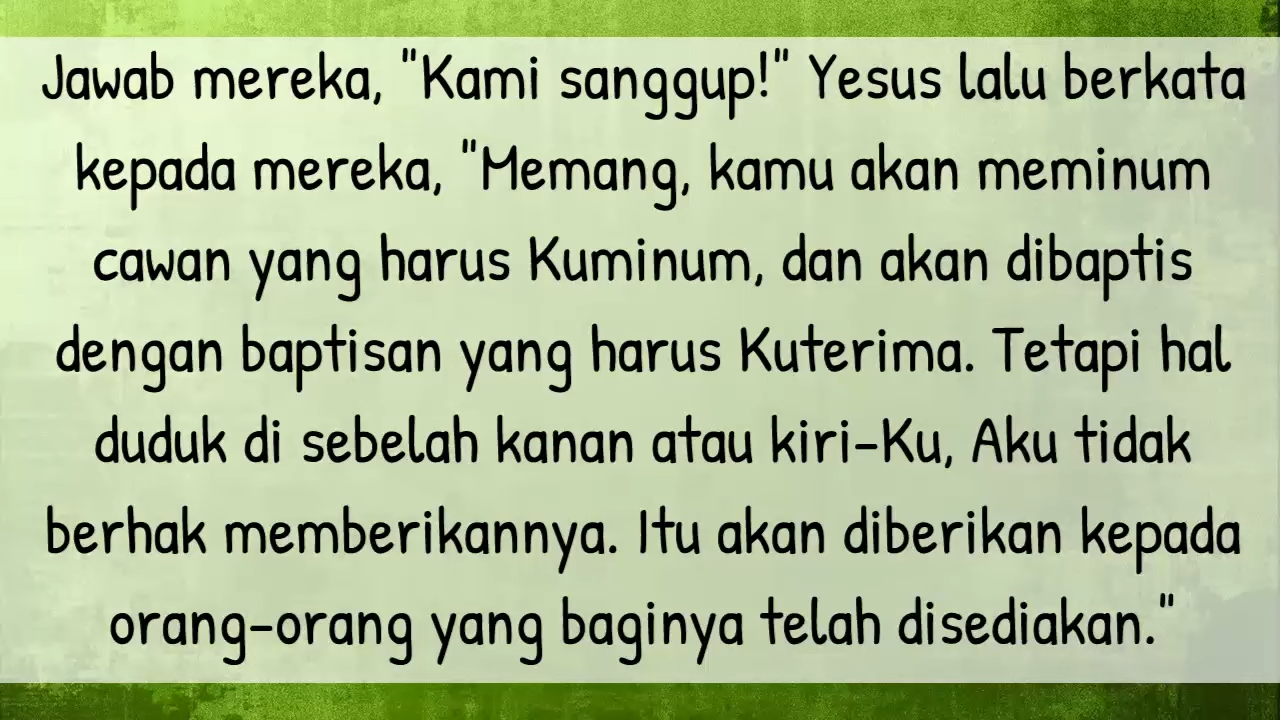 Jawab mereka, "Kami sanggup!" Yesus lalu berkata
kepada mereka, "Memang, kamu akan meminum
cawan yang harus Kuminum, dan akan dibaptis
dengan baptisan yang harus Kuterima. Tetapi hal
duduk di sebelah kanan atau kiri-Ku, Aku tidak
berhak memberikannya. Itu akan diberikan kepada
orang-orang yang baginya telah disediakan."